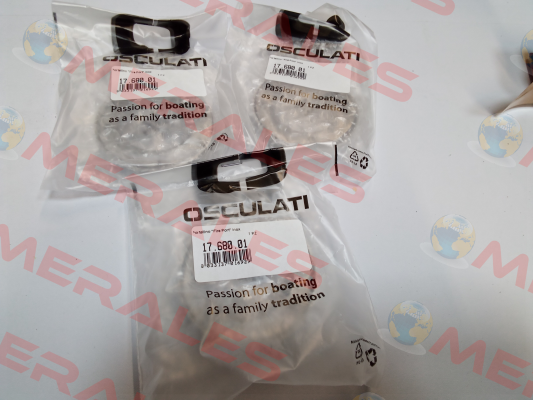 OSCULATI
17.680.01
Passion for boating
as a family tradition
OSCULATI
17.680.01
Passion for boating
as a family tradition
OSCULATI
17.680.01
Passion for boating
as a family tradition
MERALES
MERALES
MERALES